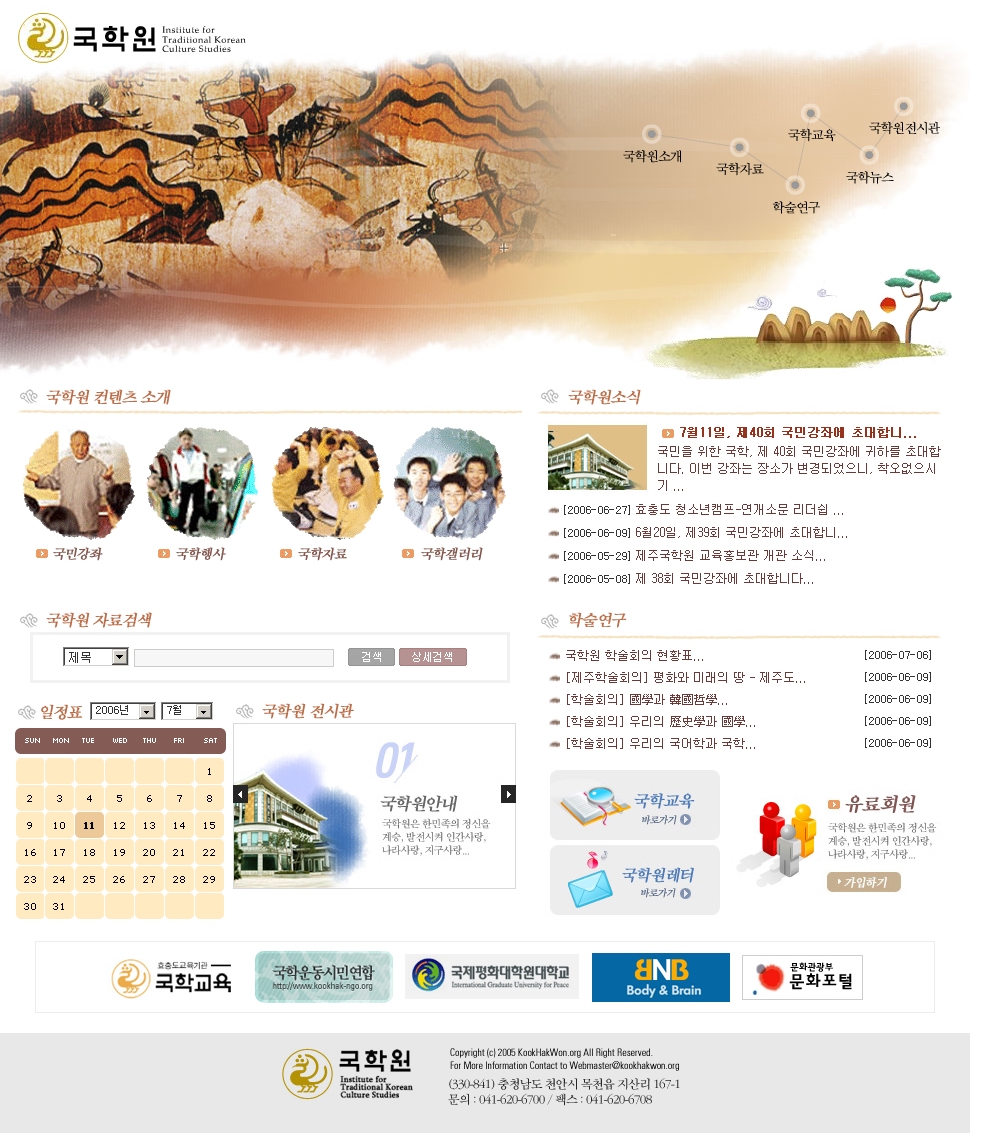 국학원
Institute for
Traditional Korean
Culture Studies
국학원소개
국학자료
국학교육
학술연구
국학뉴스
국학원전시관
국학원 컨텐츠 소개
국민강좌
국학행사
국학자료
국학갤러리
국학원소식
7월11일, 제40회 국민강좌에 초대합니...
국민을 위한 국학, 제 40회 국민강좌에 귀하를 초대합
니다. 이번 강좌는 장소가 변경되었으니, 착오없으시
기 ...
[2006-06-27] 효충도 청소년캠프-연개소문 리더쉽 ...
[2006-06-09] 6월20일, 제39회 국민강좌에 초대합니...
[2006-05-29] 제주국학원 교육홍보관 개관 소식...
[2006-05-08] 제 38회 국민강좌에 초대합니다...
국학원 자료검색
제목
검색
상세검색
학술연구
국학원 학술회의 현황표... [2006-07-06]
[제주학술회의] 평화와 미래의 땅 - 제주도... [2006-06-09]
[학술회의] 國學과 韓國哲學... [2006-06-09]
[학술회의] 우리의 歷史學과 國學... [2006-06-09]
[학술회의] 우리의 국어학과 국학... [2006-06-09]
일정표 2006년 7월
SUN MON TUE WED THU FRI SAT
1
2 3 4 5 6 7 8
9 10 11 12 13 14 15
16 17 18 19 20 21 22
23 24 25 26 27 28 29
30 31
국학원 전시관
01
국학원안내
국학원은 한민족의 정신을
계승, 발전시켜 인간사랑,
나라사랑, 지구사랑...
국학교육
바로가기
국학원레터
바로가기
유료회원
국학원은 한민족의 정신을
계승, 발전시켜 인간사랑,
나라사랑, 지구사랑...
가입하기
효충도교육기관
국학교육
국학운동시민연합
http://www.kookhak-ngo.org
국제평화대학원대학교
International Graduate University for Peace
BNB
Body & Brain
문화관광부
문화포털
국학원
Institute for
Traditional Korean
Culture Studies
Copyright (c) 2005 KookHakWon.org All Right Reserved.
For More Information Contact to Webmaster@kookhakwon.org
(330-841) 충청남도 천안시 목천읍 지산리 167-1
문의 : 041-620-6700 / 팩스 : 041-620-6708